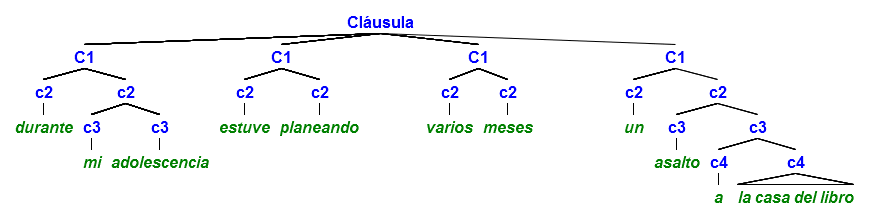 Cláusula
C1 C1 C1 C1
c2 c2 c2 c2 c2 c2 c2 c2
durante c3 c3 estuve planeando varios meses un c3 c3
mi adolescencia asalto c4 c4
a la casa del libro